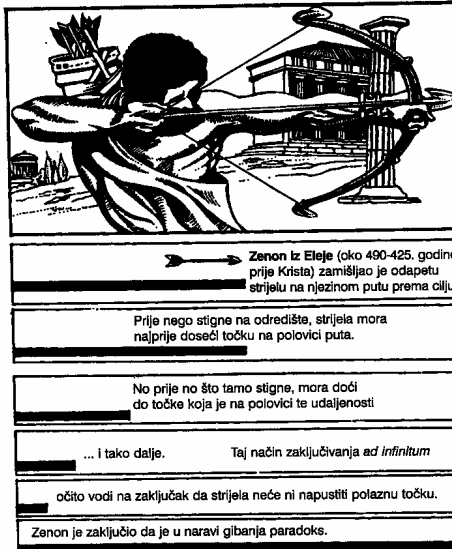 Zenon iz Eleje (oko 490-425. godine
prije Krista) zamišljao je odapetu
strijelu na njezinom putu prema cilju
Prije nego stigne na odredište, strijela mora
najprije doseći točku na polovici puta.
No prije no što tamo stigne, mora doći
do točke koja je na polovici te udaljenosti
... i tako dalje. Taj način zaključivanja ad infinitum
očito vodi na zaključak da strijela neće ni napustiti polaznu točku.
Zenon je zaključio da je u naravi gibanja paradoks.